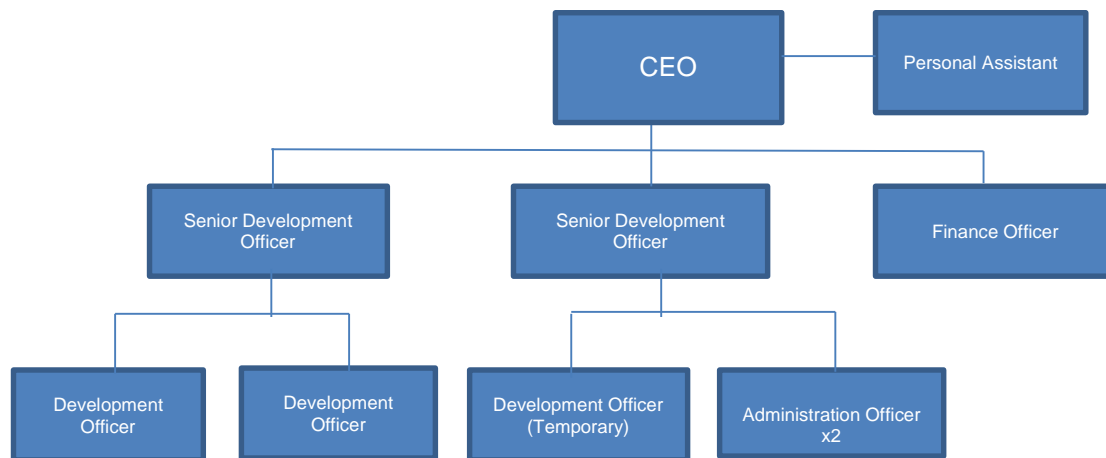 CEO
Personal Assistant
Senior Development
Officer
Senior Development
Officer
Finance Officer
Development
Officer
Development
Officer
Development Officer
(Temporary)
Administration Officer
x2